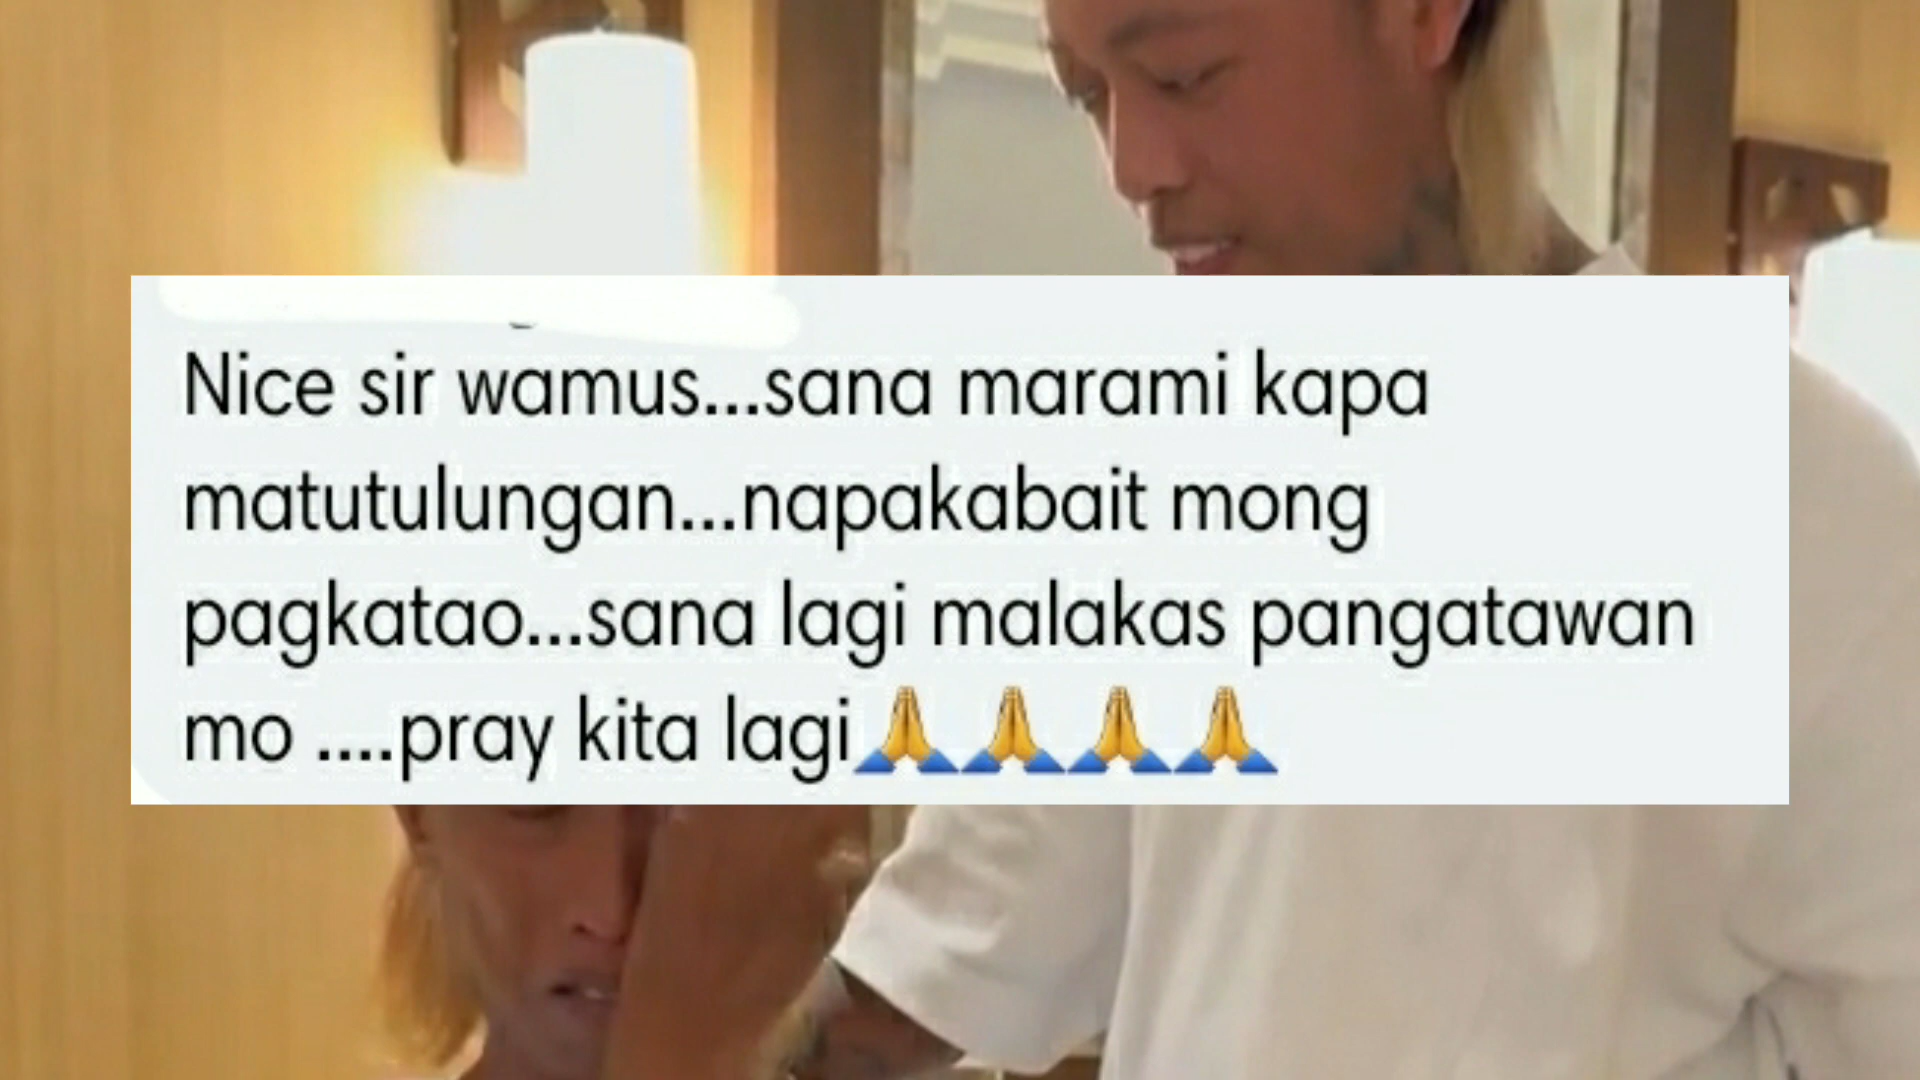 Nice sir wamus...sana marami kapa
matutulungan...napakabait mong
pagkatao...sana lagi malakas pangatawan
mo ....pray kita lagi🙏🙏🙏🙏